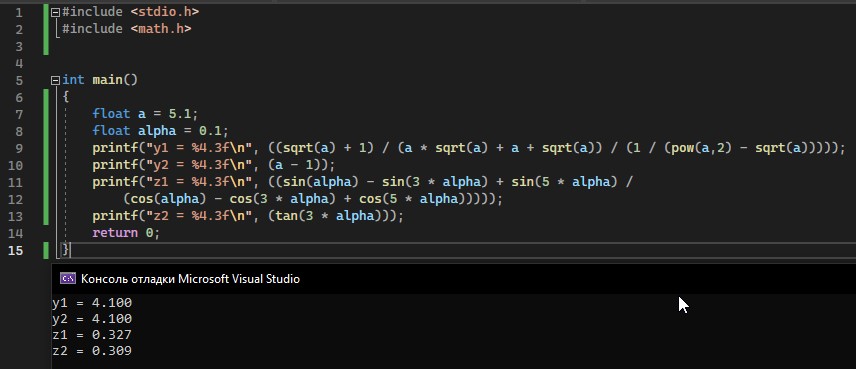 1 #include <stdio.h>
2 #include <math.h>
3
4
5 int main()
6 {
7 float a = 5.1;
8 float alpha = 0.1;
9 printf("y1 = %4.3f\n", ((sqrt(a) + 1) / (a * sqrt(a) + a + sqrt(a)) / (1 / (pow(a,2) - sqrt(a)))));
10 printf("y2 = %4.3f\n", (a - 1));
11 printf("z1 = %4.3f\n", ((sin(alpha) - sin(3 * alpha) + sin(5 * alpha) /
12 (cos(alpha) - cos(3 * alpha) + cos(5 * alpha)))));
13 printf("z2 = %4.3f\n", (tan(3 * alpha)));
14 return 0;
15 }
C:\ Консоль отладки Microsoft Visual Studio
y1 = 4.100
y2 = 4.100
z1 = 0.327
z2 = 0.309